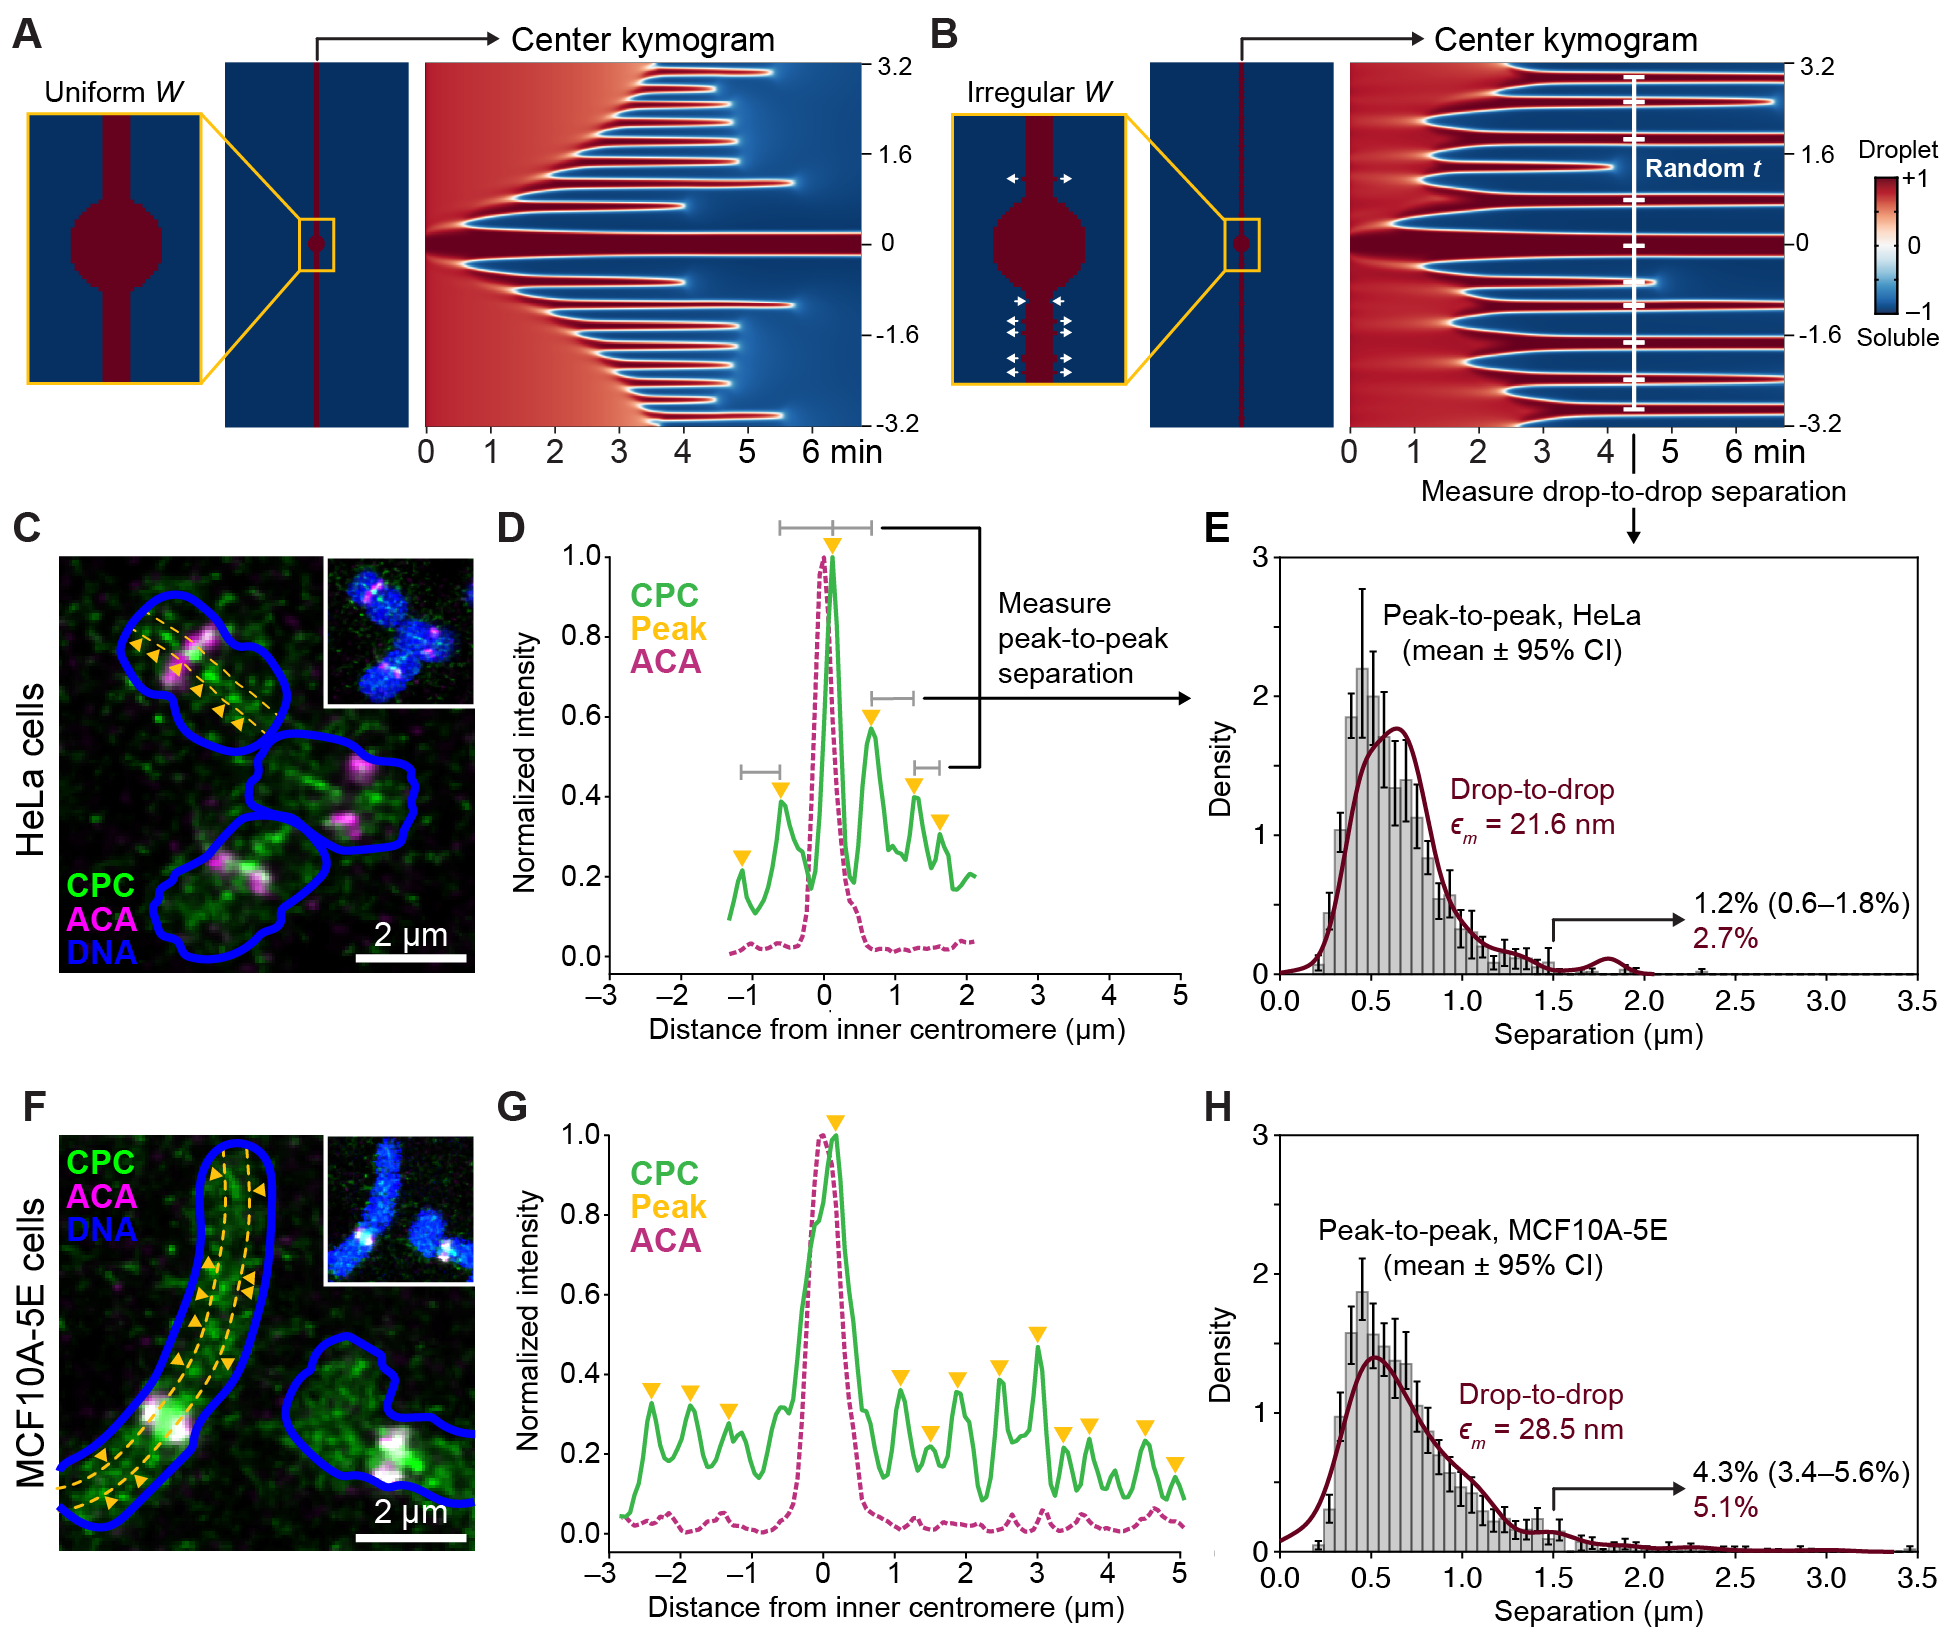 A
Center kymogram
Uniform W
3.2
1.6
0
-1.6
-3.2
0 1 2 3 4 5 6 min
B
Center kymogram
Irregular W
Random t
3.2
1.6
0
-1.6
-3.2
0 1 2 3 4 5 6 min
Droplet
+1
0
–1
Soluble
Measure drop-to-drop separation
C
HeLa cells
CPC
ACA
DNA
2 µm
D
CPC
Peak
ACA
Measure
peak-to-peak
separation
Normalized intensity
1.0
0.8
0.6
0.4
0.2
0.0
–3 –2 –1 0 1 2 3 4 5
Distance from inner centromere (µm)
E
Peak-to-peak, HeLa
(mean ± 95% CI)
Drop-to-drop
ϵm = 21.6 nm
1.2% (0.6–1.8%)
2.7%
Density
3
2
1
0
0.0 0.5 1.0 1.5 2.0 2.5 3.0 3.5
Separation (µm)
F
MCF10A-5E cells
CPC
ACA
DNA
2 µm
G
CPC
Peak
ACA
Normalized intensity
1.0
0.8
0.6
0.4
0.2
0.0
–3 –2 –1 0 1 2 3 4 5
Distance from inner centromere (µm)
H
Peak-to-peak, MCF10A-5E
(mean ± 95% CI)
Drop-to-drop
ϵm = 28.5 nm
4.3% (3.4–5.6%)
5.1%
Density
3
2
1
0
0.0 0.5 1.0 1.5 2.0 2.5 3.0 3.5
Separation (µm)